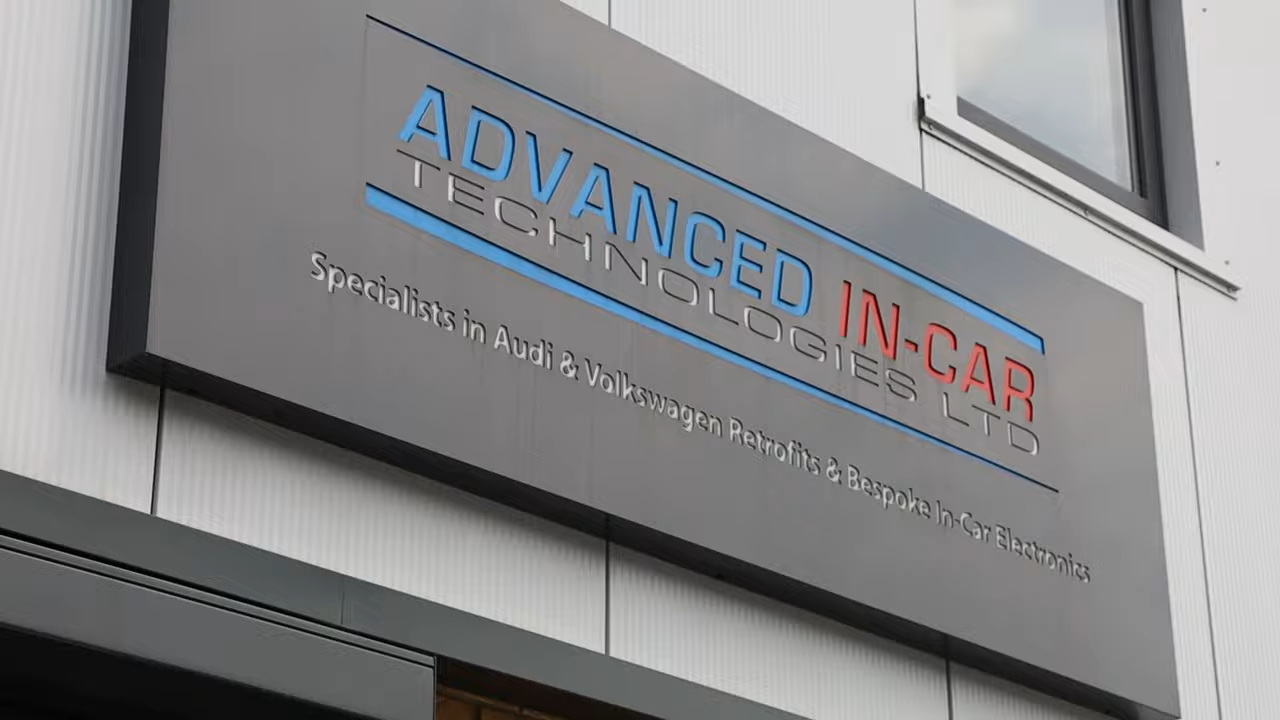 ADVANCED IN-CAR
TECHNOLOGIES LTD
Specialists in Audi & Volkswagen Retrofits & Bespoke In-Car Electronics